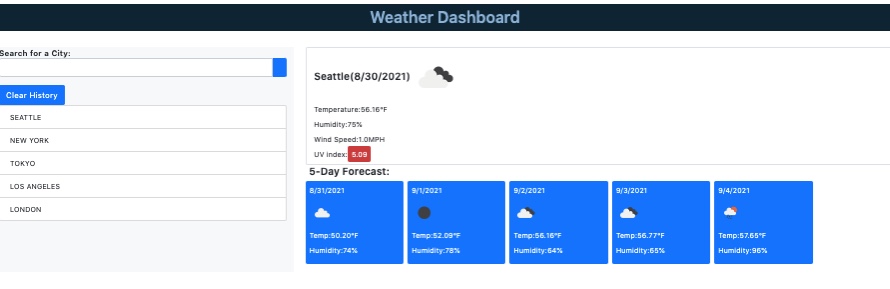 Weather Dashboard
Search for a City:
Clear History
SEATTLE
NEW YORK
TOKYO
LOS ANGELES
LONDON
Seattle(8/30/2021)
Temperature:56.16°F
Humidity:75%
Wind Speed:1.0MPH
UV index: 5.09
5-Day Forecast:
8/31/2021
Temp:50.20°F
Humidity:74%
9/1/2021
Temp:52.09°F
Humidity:78%
9/2/2021
Temp:56.16°F
Humidity:64%
9/3/2021
Temp:56.77°F
Humidity:65%
9/4/2021
Temp:57.65°F
Humidity:96%